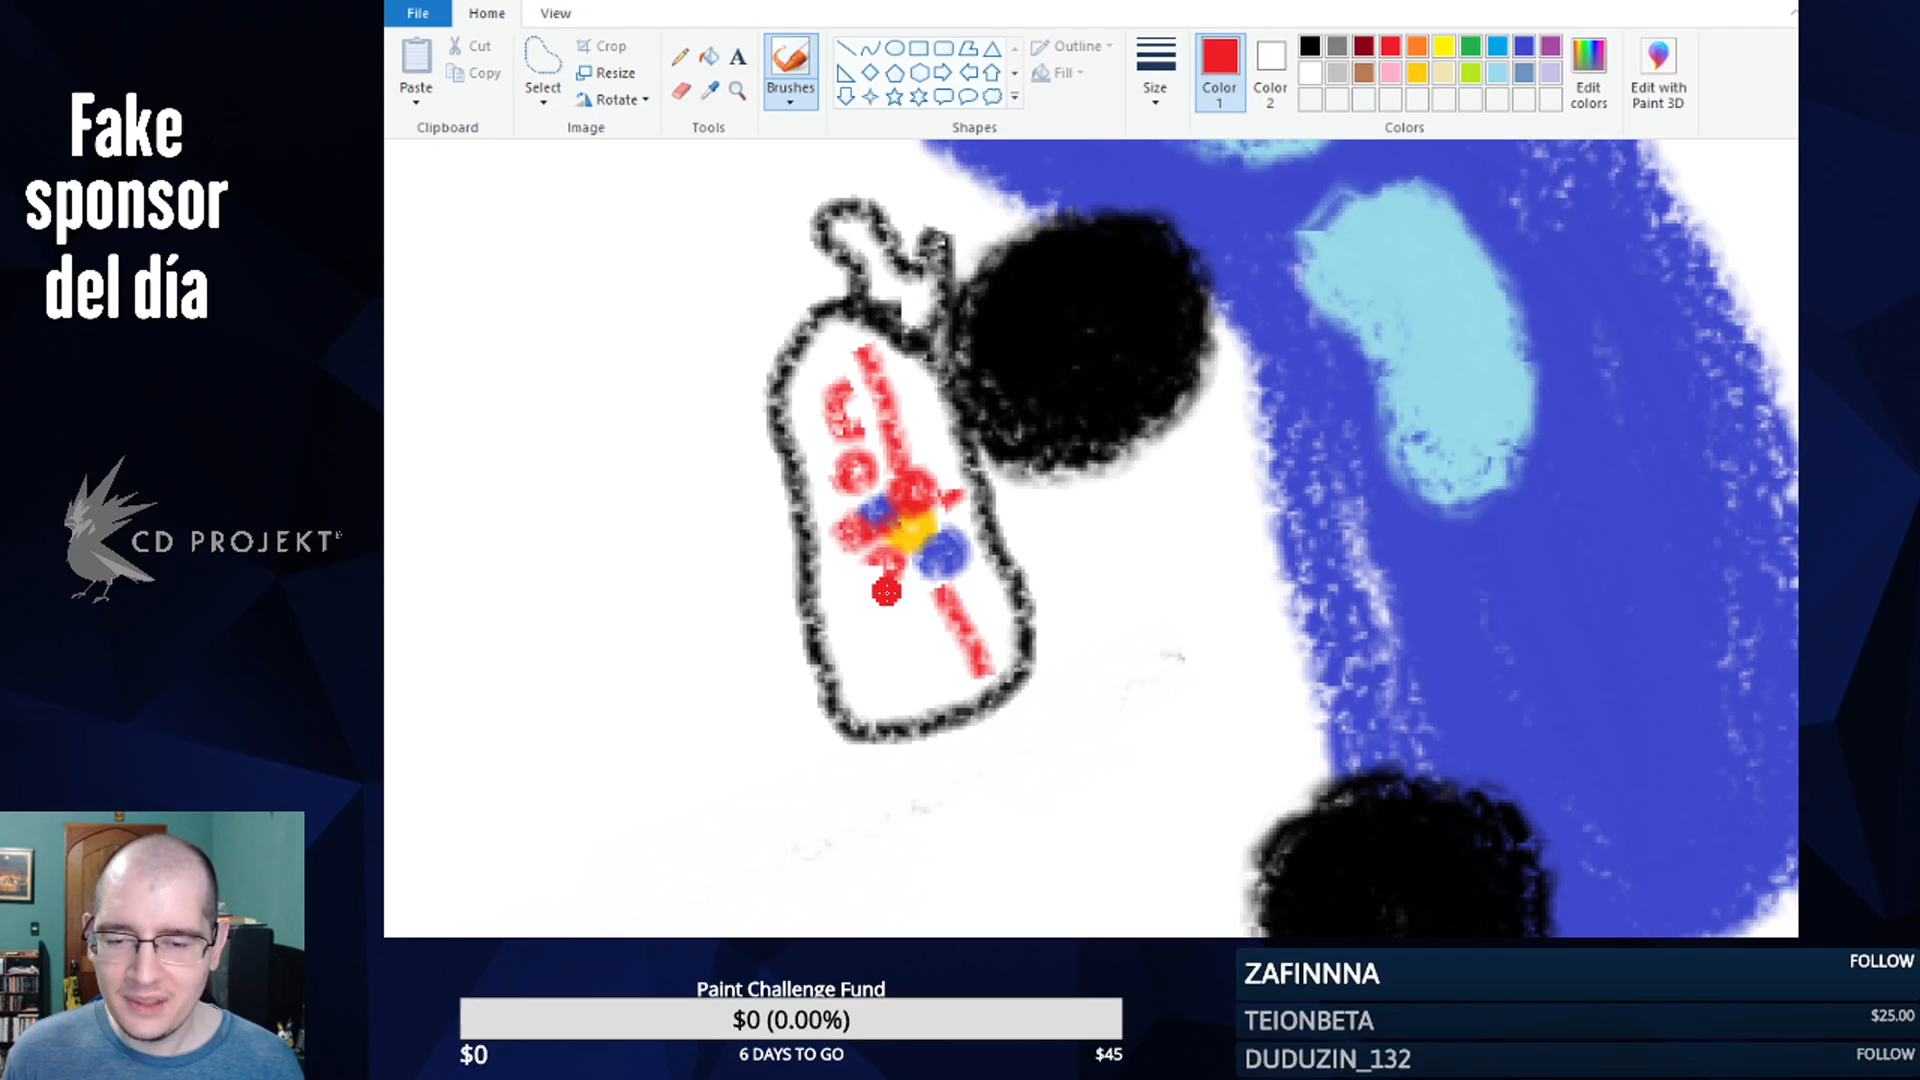 File
Home
View
Cut
Copy
Paste
Clipboard
Select
Crop
Resize
Rotate
Image
A
Tools
Brushes
Outline
Fill
Shapes
Size
Color
1
Color
2
Edit
colors
Edit with
Paint 3D
Colors
Fake
sponsor
del día
CD PROJEKT
Paint Challenge Fund
$0 (0.00%)
$0
6 DAYS TO GO
$45
ZAFINNNA
FOLLOW
TEIONBETA
$25.00
DUDUZIN_132
FOLLOW